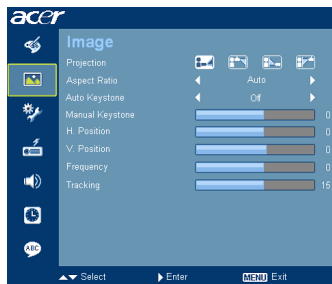 acer
Image
Projection
Aspect Ratio Auto
Auto Keystone Off
Manual Keystone 0
H. Position 0
V. Position 0
Frequency 0
Tracking 15
ABC
Select Enter MENU Exit